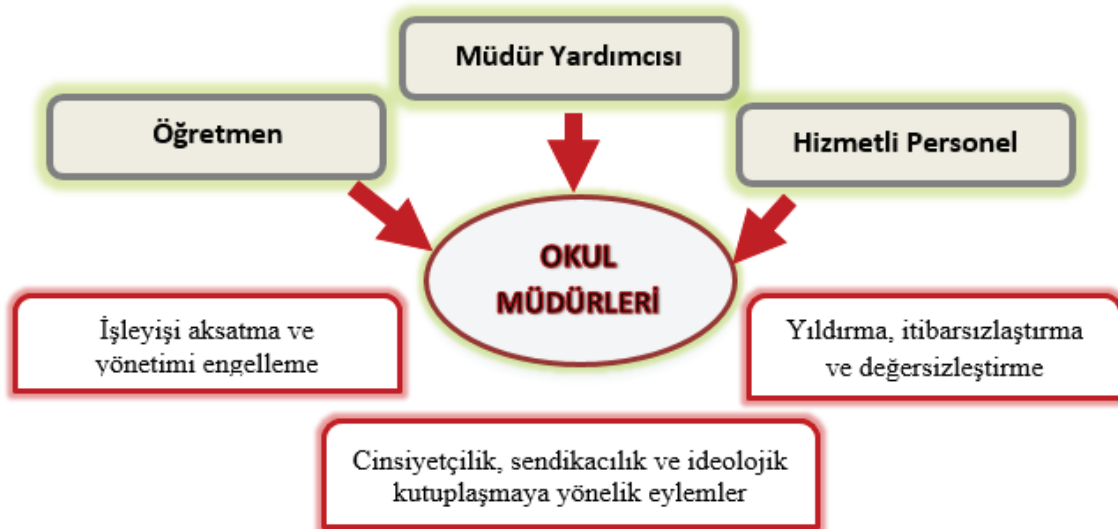 Müdür Yardımcısı
Öğretmen
Hizmetli Personel
OKUL
MÜDÜRLERİ
İşleyişi aksatma ve
yönetimi engelleme
Yıldırma, itibarsızlaştırma
ve değersizleştirme
Cinsiyetçilik, sendikacılık ve ideolojik
kutuplaşmaya yönelik eylemler